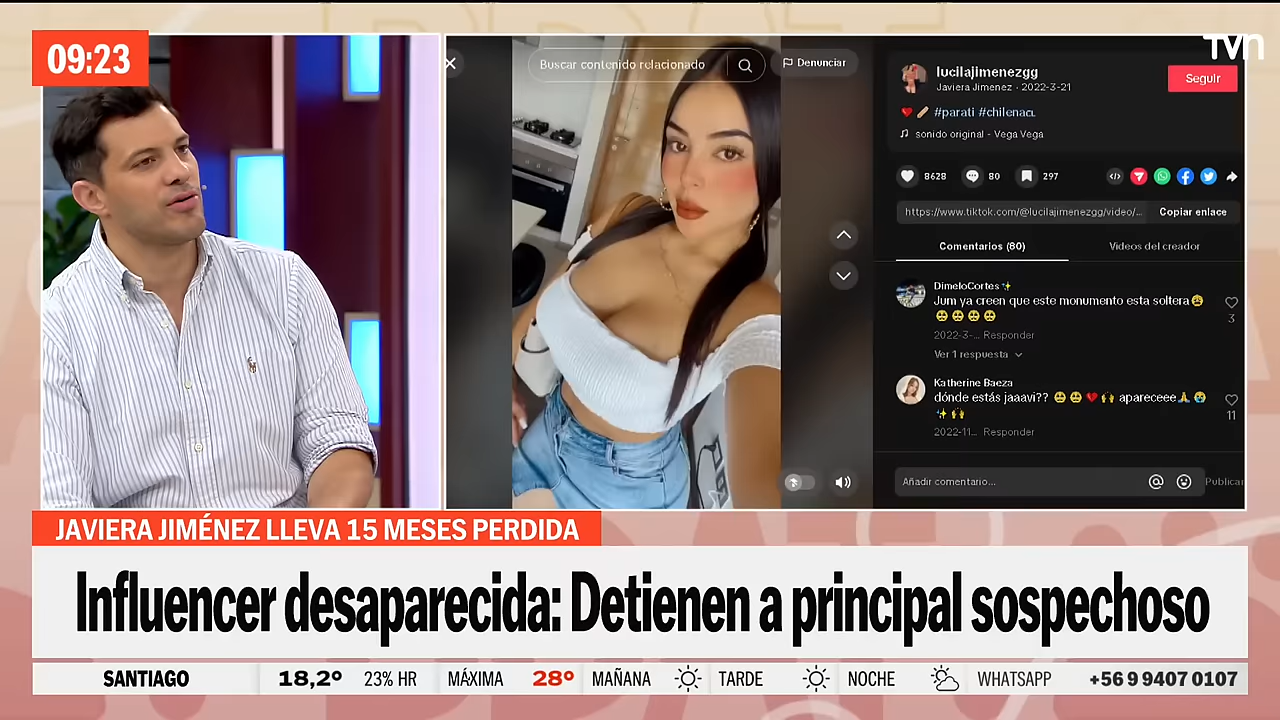 09:23
TVN
Buscar contenido relacionado
Denunciar
lucilajimenezgg
Javiera Jimenez · 2022-3-21
Seguir
#parati #chilenacl
sonido original - Vega Vega
8628
80
297
https://www.tiktok.com/@lucilajimenezgg/video/...
Copiar enlace
Comentarios (80)
Videos del creador
DimeloCortes✨
Jum ya creen que este monumento esta soltera😩
😩😩😩😩
3
2022-3-... Responder
Ver 1 respuesta
Katherine Baeza
dónde estás jaaavi?? 😩😩💔🙌 apareceee🙏😭
✨🙌
11
2022-11... Responder
Añadir comentario...
Publicar
JAVIERA JIMÉNEZ LLEVA 15 MESES PERDIDA
Influencer desaparecida: Detienen a principal sospechoso
SANTIAGO 18,2° 23% HR MÁXIMA 28° MAÑANA TARDE NOCHE WHATSAPP +56 9 9407 0107